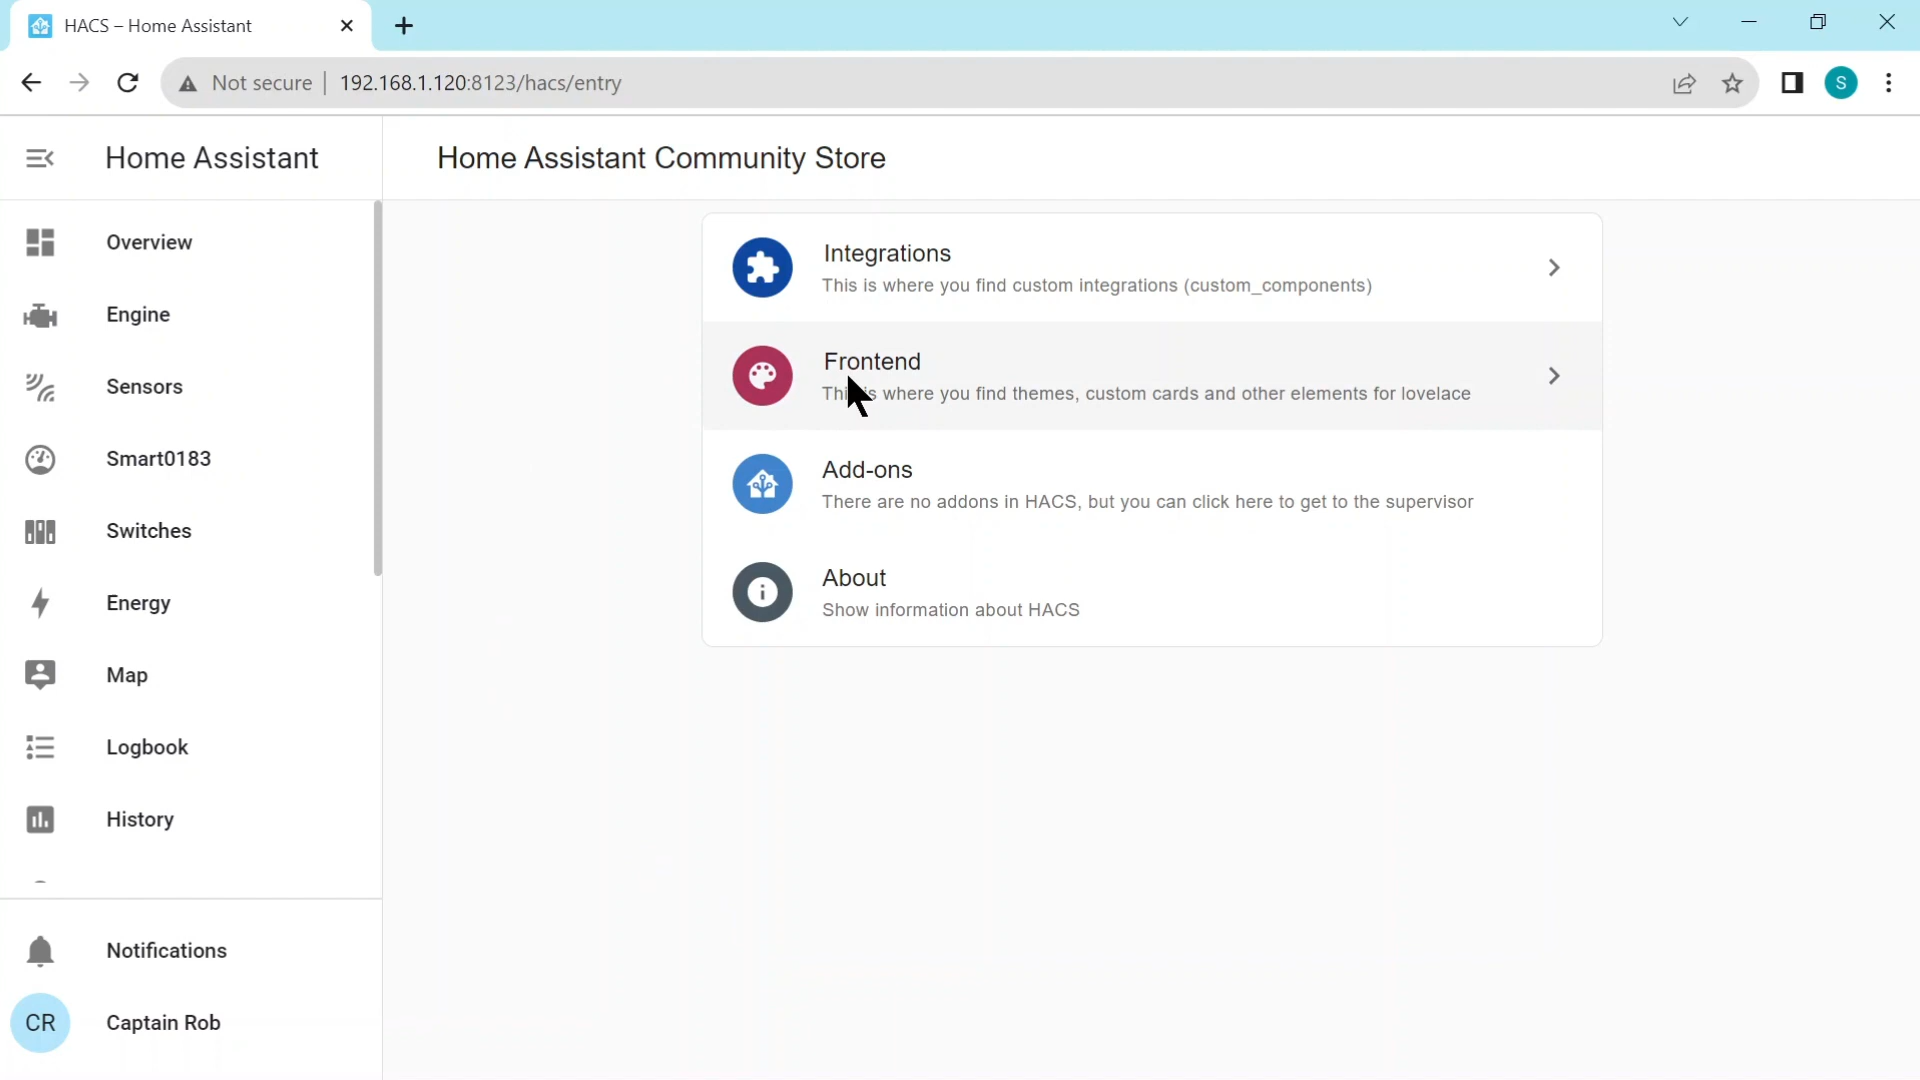 HACS – Home Assistant
Not secure
192.168.1.120:8123/hacs/entry
S
Home Assistant
Home Assistant Community Store
Overview
Engine
Sensors
Smart0183
Switches
Energy
Map
Logbook
History
Notifications
CR
Captain Rob
Integrations
This is where you find custom integrations (custom_components)
Frontend
where you find themes, custom cards and other elements for lovelace
Add-ons
There are no addons in HACS, but you can click here to get to the supervisor
About
Show information about HACS